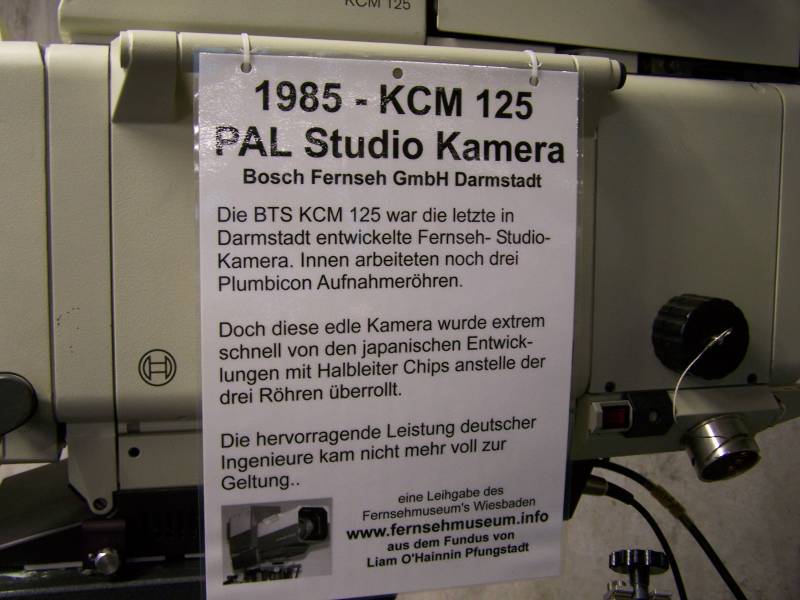 KCM 125
1985 - KCM 125
PAL Studio Kamera
Bosch Fernseh GmbH Darmstadt
Die BTS KCM 125 war die letzte in
Darmstadt entwickelte Fernseh- Studio-
Kamera. Innen arbeiteten noch drei
Plumbicon Aufnahmeröhren.
Doch diese edle Kamera wurde extrem
schnell von den japanischen Entwick-
lungen mit Halbleiter Chips anstelle der
drei Röhren überrollt.
Die hervorragende Leistung deutscher
Ingenieure kam nicht mehr voll zur
Geltung..
eine Leihgabe des
Fernsehmuseum's Wiesbaden
www.fernsehmuseum.info
aus dem Fundus von
Liam O'Hainnin Pfungstadt